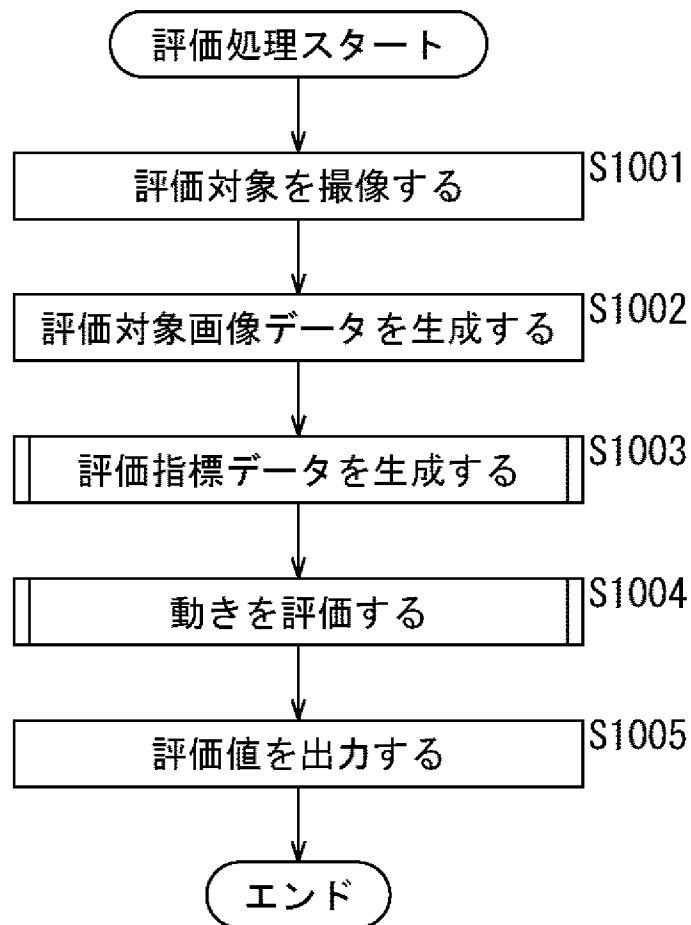 評価処理スタート
評価対象を撮像する
S1001
評価対象画像データを生成する
S1002
評価指標データを生成する
S1003
動きを評価する
S1004
評価値を出力する
S1005
エンド